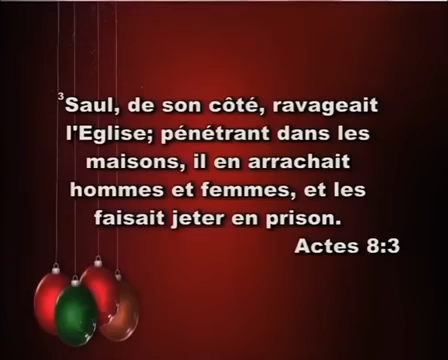 ³Saul, de son côté, ravageait
l'Eglise; pénétrant dans les
maisons, il en arrachait
hommes et femmes, et les
faisait jeter en prison.
Actes 8:3